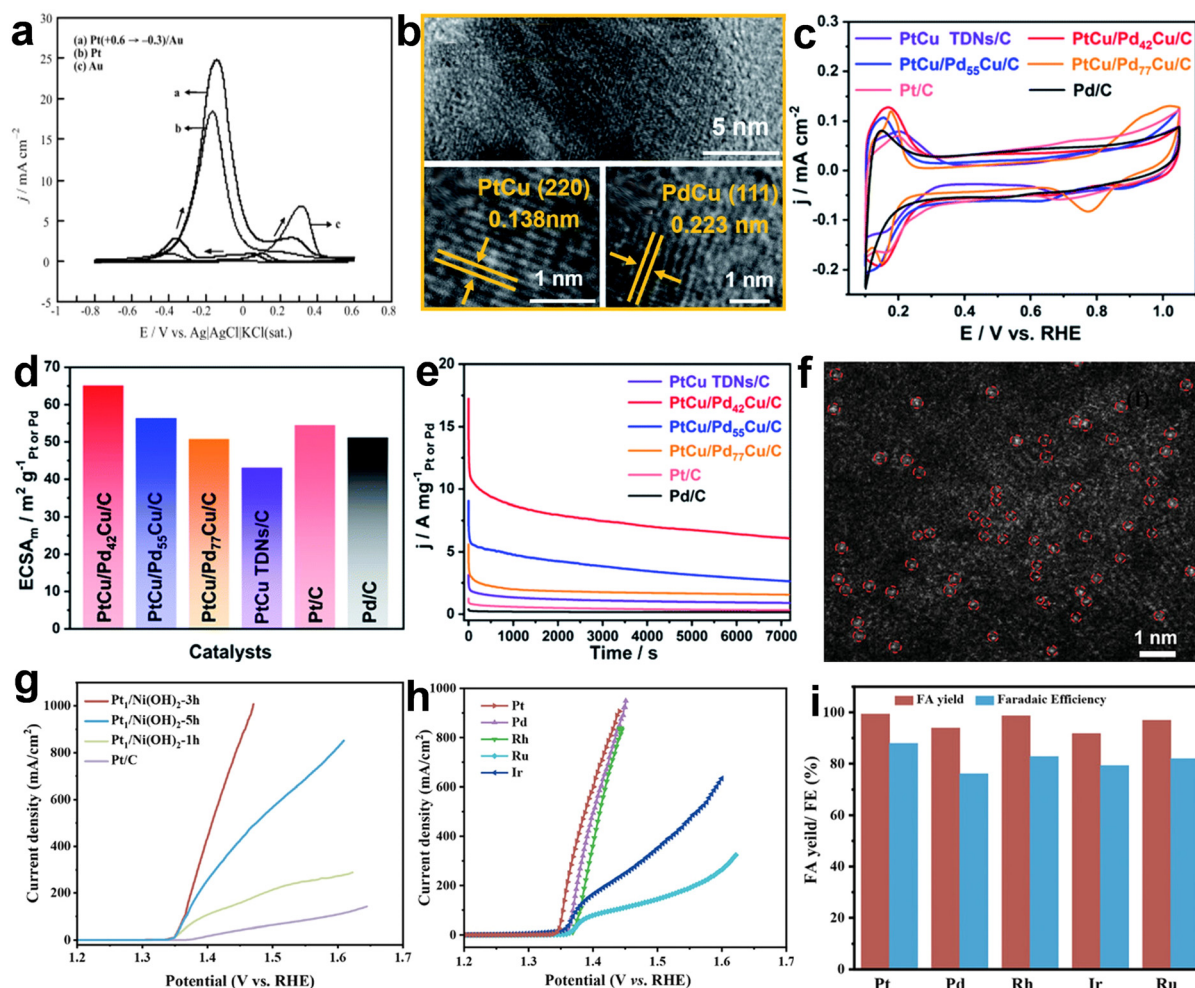 a
j / mA cm⁻²
30
25
20
15
10
5
0
5
(a) Pt(+0.6 → −0.3)/Au
(b) Pt
(c) Au
a
b
c
-1 -0.8 -0.6 -0.4 -0.2 0 0.2 0.4 0.6 0.8
E / V vs. Ag|AgCl|KCl(sat.)
b
5 nm
PtCu (220)
0.138nm
1 nm
PdCu (111)
0.223 nm
1 nm
c
j / mA cm⁻²
0.3
0.2
0.1
0.0
-0.1
-0.2
PtCu TDNs/C
PtCu/Pd₄₂Cu/C
PtCu/Pd₅₅Cu/C
PtCu/Pd₇₇Cu/C
Pt/C
Pd/C
0.2 0.4 0.6 0.8 1.0
E / V vs. RHE
d
ECSAₘ / m² g⁻¹ Pt or Pd
70
60
50
40
30
20
10
0
PtCu/Pd₄₂Cu/C
PtCu/Pd₅₅Cu/C
PtCu/Pd₇₇Cu/C
PtCu TDNs/C
Pt/C
Pd/C
Catalysts
e
j / A mg⁻¹ Pt or Pd
20
15
10
5
0
PtCu TDNs/C
PtCu/Pd₄₂Cu/C
PtCu/Pd₅₅Cu/C
PtCu/Pd₇₇Cu/C
Pt/C
Pd/C
0 1000 2000 3000 4000 5000 6000 7000
Time / s
f
1 nm
g
Current density (mA/cm²)
1000
800
600
400
200
0
Pt₁/Ni(OH)₂-3h
Pt₁/Ni(OH)₂-5h
Pt₁/Ni(OH)₂-1h
Pt/C
1.2 1.3 1.4 1.5 1.6 1.7
Potential (V vs. RHE)
h
Current density (mA/cm²)
1000
800
600
400
200
0
Pt
Pd
Rh
Ru
Ir
1.2 1.3 1.4 1.5 1.6 1.7
Potential (V vs. RHE)
i
FA yeild/ FE (%)
100
80
60
40
20
0
FA yield
Faradaic Efficiency
Pt Pd Rh Ir Ru